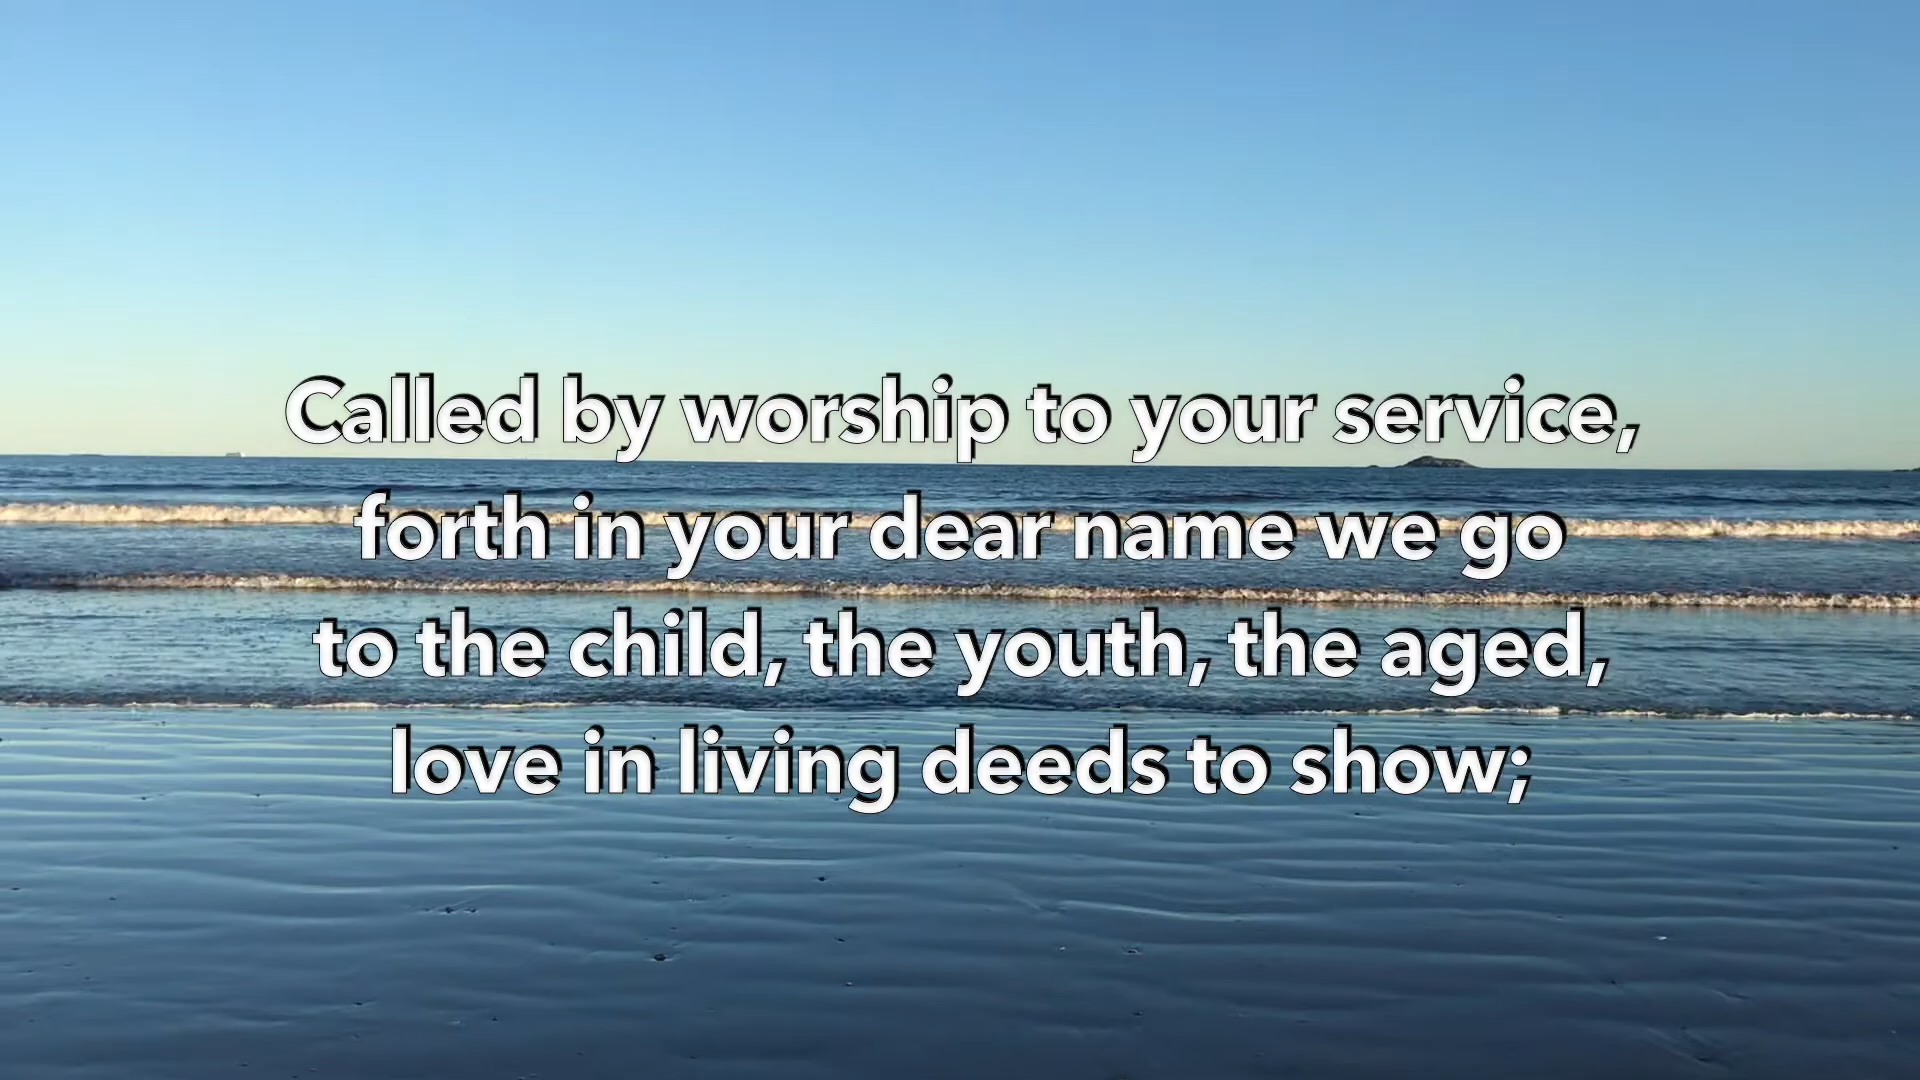 Called by worship to your service,
forth in your dear name we go
to the child, the youth, the aged,
love in living deeds to show;